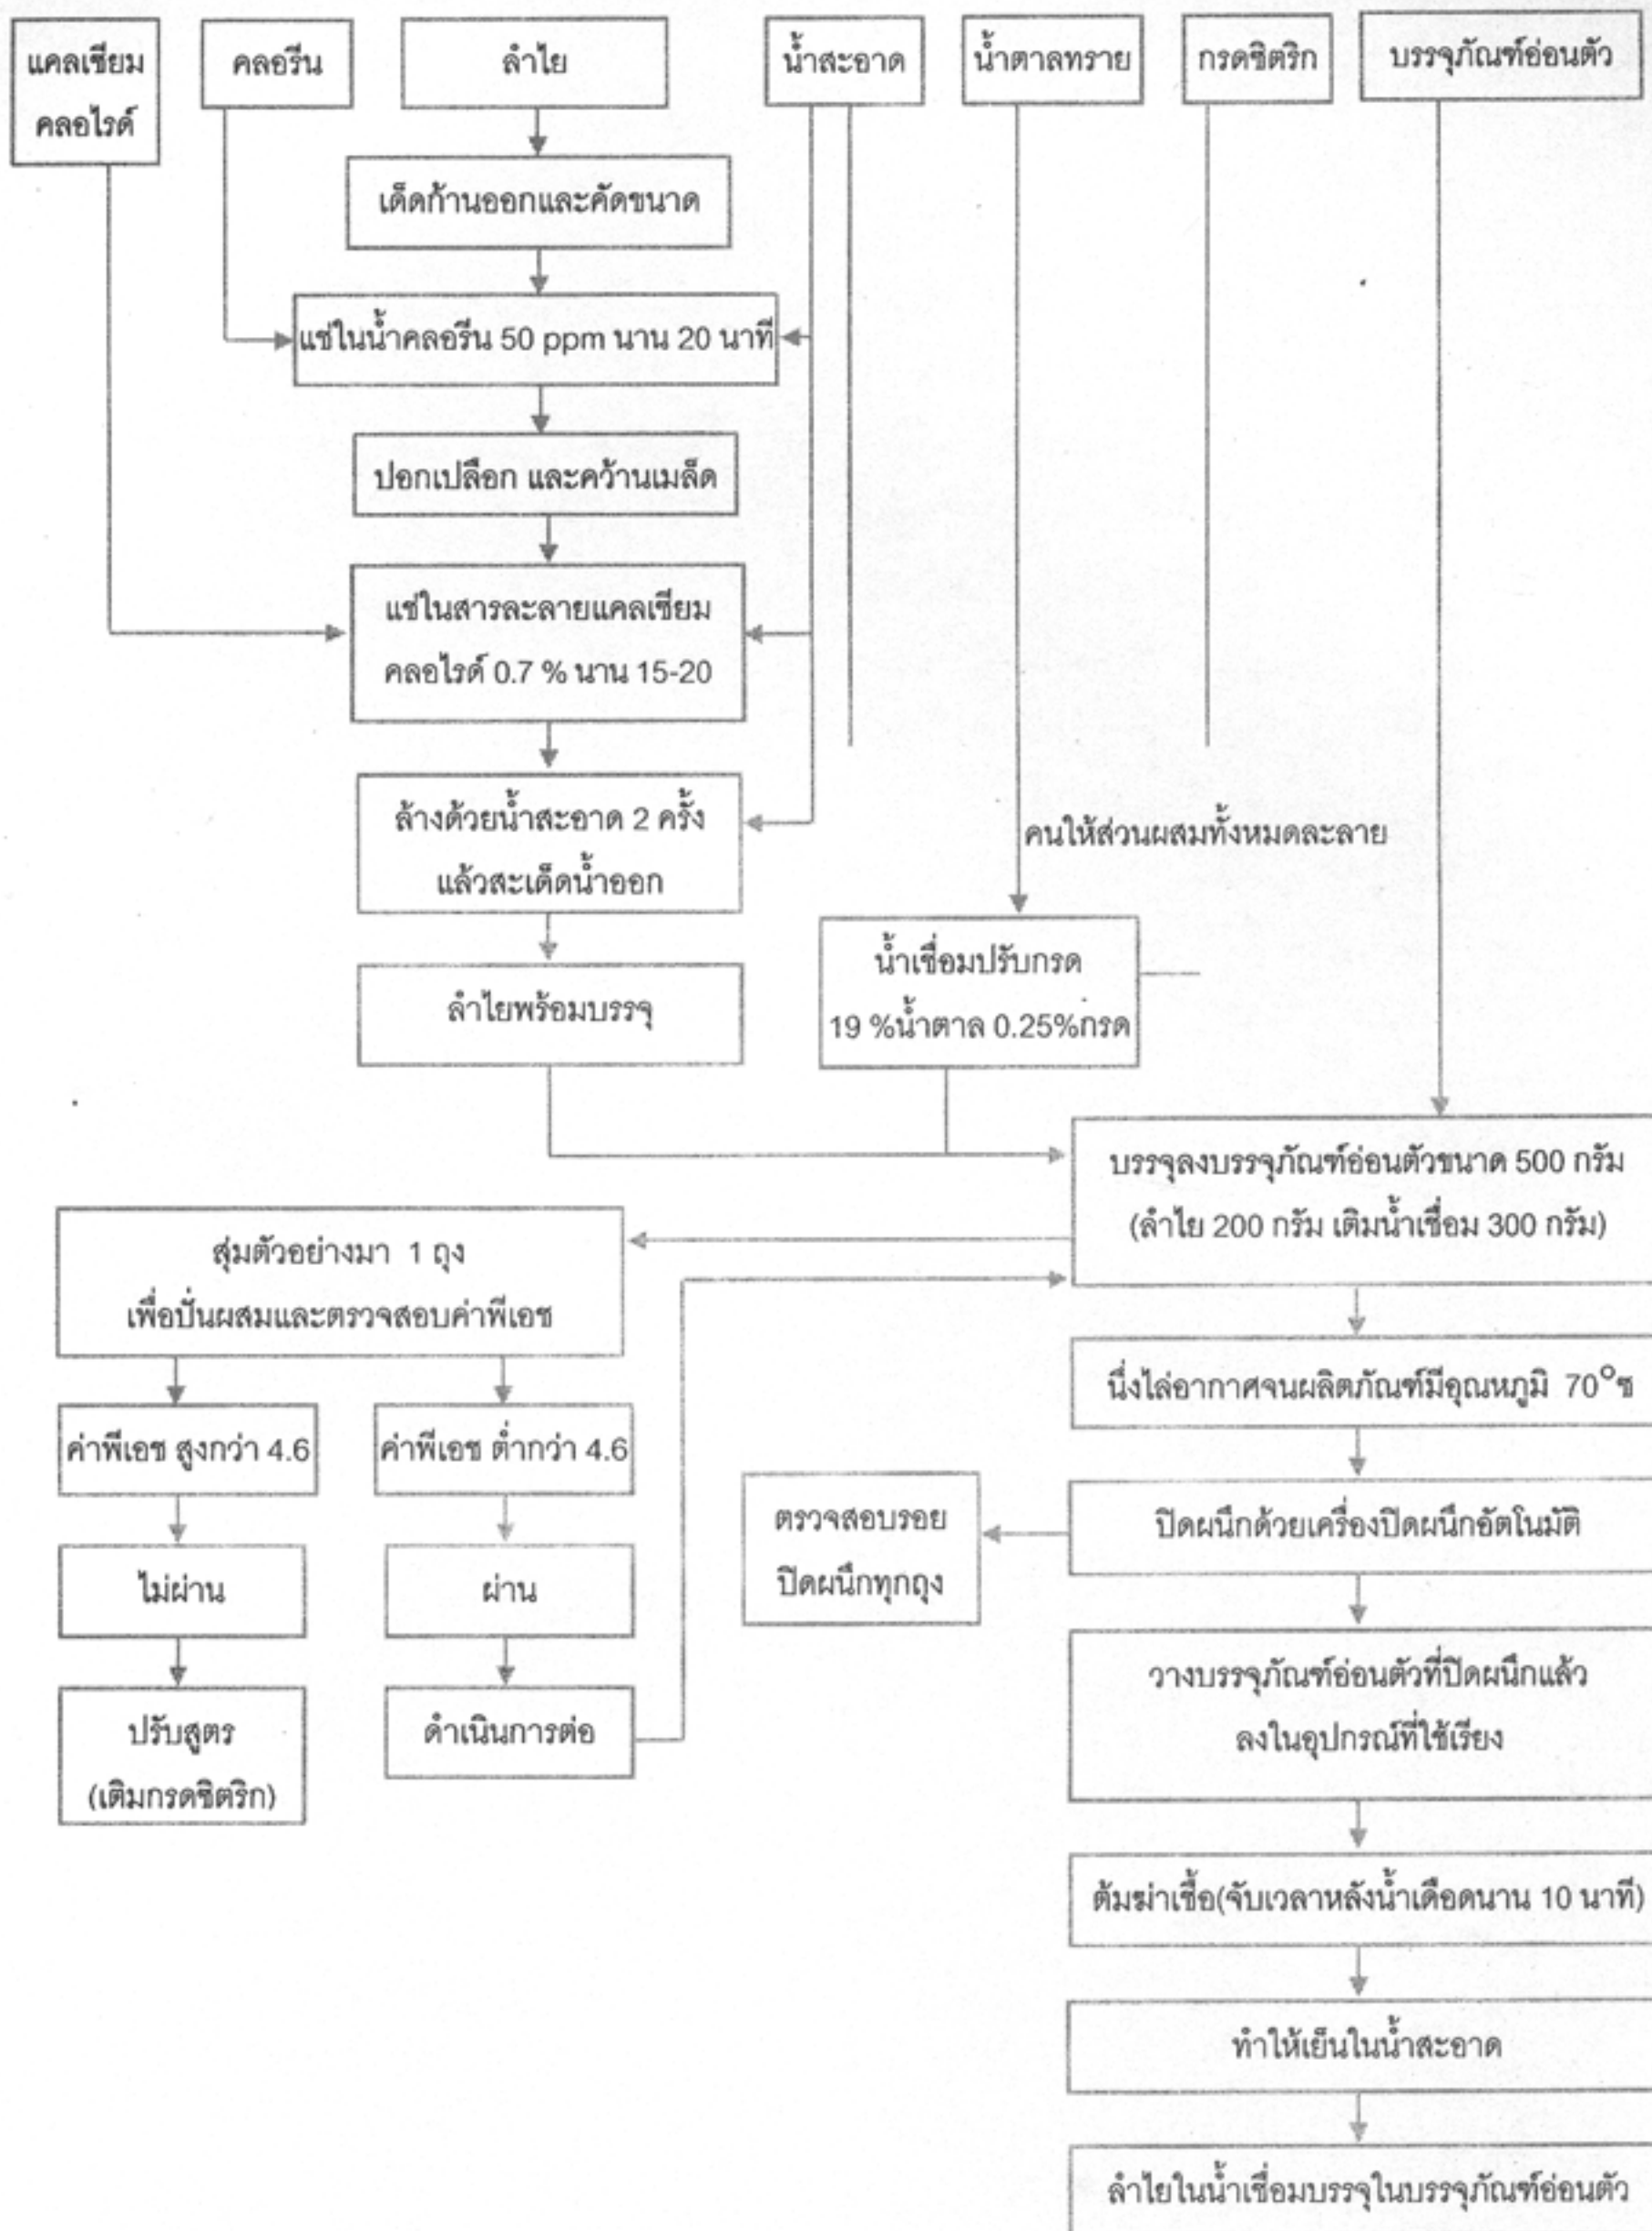 แคลเซียม
คลอไรด์
คลอรีน
ลำไย
น้ำสะอาด
น้ำตาลทราย
กรดซิตริก
บรรจุภัณฑ์อ่อนตัว
เด็ดก้านออกและคัดขนาด
แช่ในน้ำคลอรีน 50 ppm นาน 20 นาที
ปอกเปลือก และคว้านเมล็ด
แช่ในสารละลายแคลเซียม
คลอไรด์ 0.7 % นาน 15-20
ล้างด้วยน้ำสะอาด 2 ครั้ง
แล้วสะเด็ดน้ำออก
คนให้ส่วนผสมทั้งหมดละลาย
ลำไยพร้อมบรรจุ
น้ำเชื่อมปรับกรด
19 %น้ำตาล 0.25%กรด
บรรจุลงบรรจุภัณฑ์อ่อนตัวขนาด 500 กรัม
(ลำไย 200 กรัม เติมน้ำเชื่อม 300 กรัม)
สุ่มตัวอย่างมา 1 ถุง
เพื่อปั่นผสมและตรวจสอบค่าพีเอช
นึ่งไล่อากาศจนผลิตภัณฑ์มีอุณหภูมิ 70°ซ
ค่าพีเอช สูงกว่า 4.6
ค่าพีเอช ต่ำกว่า 4.6
ตรวจสอบรอย
ปิดผนึกทุกถุง
ปิดผนึกด้วยเครื่องปิดผนึกอัตโนมัติ
ไม่ผ่าน
ผ่าน
วางบรรจุภัณฑ์อ่อนตัวที่ปิดผนึกแล้ว
ลงในอุปกรณ์ที่ใช้เรียง
ปรับสูตร
(เติมกรดซิตริก)
ดำเนินการต่อ
ต้มฆ่าเชื้อ(จับเวลาหลังน้ำเดือดนาน 10 นาที)
ทำให้เย็นในน้ำสะอาด
ลำไยในน้ำเชื่อมบรรจุในบรรจุภัณฑ์อ่อนตัว